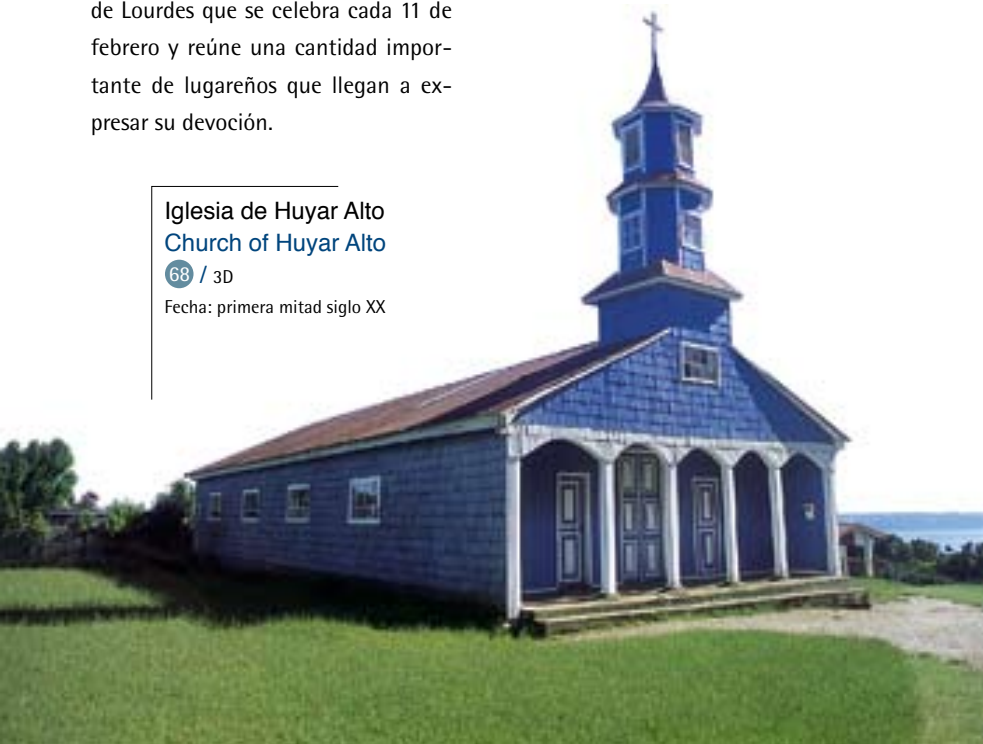 de Lourdes que se celebra cada 11 de
febrero y reúne una cantidad impor-
tante de lugareños que llegan a ex-
presar su devoción.
Iglesia de Huyar Alto
Church of Huyar Alto
68 / 3D
Fecha: primera mitad siglo XX